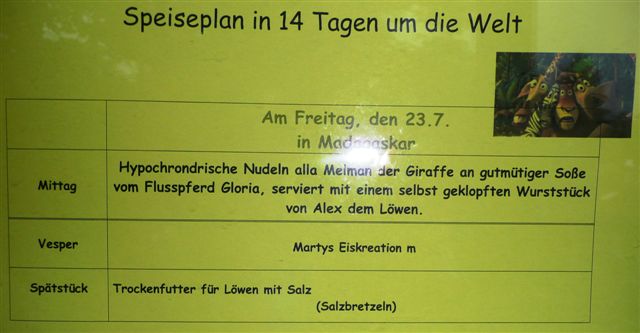 Speiseplan in 14 Tagen um die Welt
Am Freitag, den 23.7.
in Madagaskar
Mittag
Hypochrondrische Nudeln alla Melman der Giraffe an gutmütiger Soße
vom Flusspferd Gloria, serviert mit einem selbst geklopften Wurststück
von Alex dem Löwen.
Vesper
Martys Eiskreation m
Spätstück
Trockenfutter für Löwen mit Salz
(Salzbretzeln)